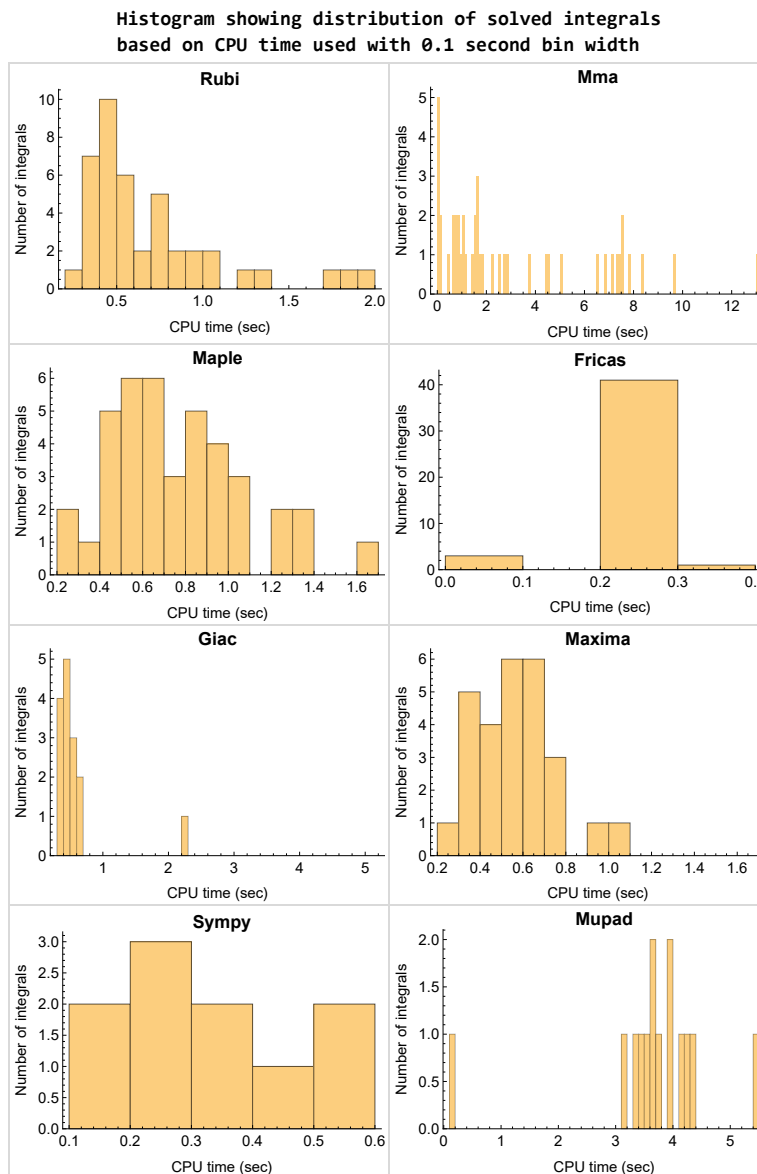 Histogram showing distribution of solved integrals
based on CPU time used with 0.1 second bin width
Rubi
Number of integrals
10
8
6
4
2
0
0.5 1.0 1.5 2.0
CPU time (sec)
Mma
Number of integrals
5
4
3
2
1
0
0 2 4 6 8 10 12
CPU time (sec)
Maple
Number of integrals
6
5
4
3
2
1
0
0.2 0.4 0.6 0.8 1.0 1.2 1.4 1.6
CPU time (sec)
Fricas
Number of integrals
40
30
20
10
0
0.0 0.1 0.2 0.3
CPU time (sec)
Giac
Number of integrals
5
4
3
2
1
0
1 2 3 4 5
CPU time (sec)
Maxima
Number of integrals
6
5
4
3
2
1
0
0.2 0.4 0.6 0.8 1.0 1.2 1.4 1.6
CPU time (sec)
Sympy
Number of integrals
3.0
2.5
2.0
1.5
1.0
0.5
0.0
0.1 0.2 0.3 0.4 0.5 0.6
CPU time (sec)
Mupad
Number of integrals
2.0
1.5
1.0
0.5
0.0
0 1 2 3 4 5
CPU time (sec)